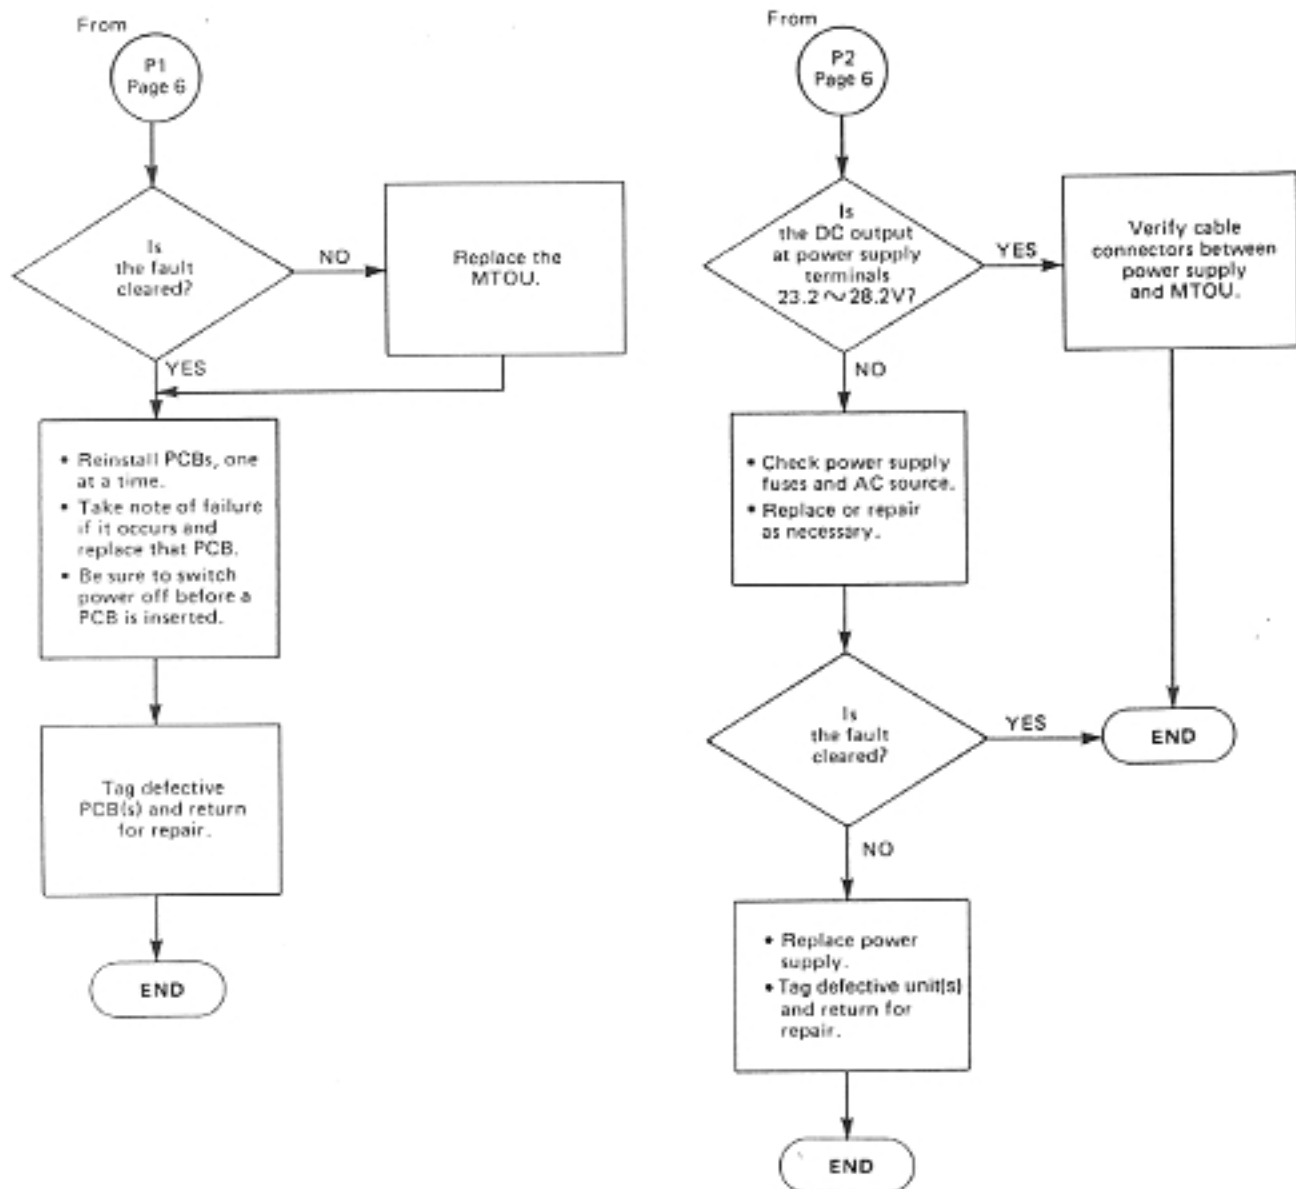 From
P1
Page 6
Is
the fault
cleared?
NO
Replace the
MTOU.
YES
• Reinstall PCBs, one
at a time.
• Take note of failure
if it occurs and
replace that PCB.
• Be sure to switch
power off before a
PCB is inserted.
Tag defective
PCB(s) and return
for repair.
END
From
P2
Page 6
Is
the DC output
at power supply
terminals
23.2 ~ 28.2V?
YES
Verify cable
connectors between
power supply
and MTOU.
NO
• Check power supply
fuses and AC source.
• Replace or repair
as necessary.
Is
the fault
cleared?
YES
END
NO
• Replace power
supply.
• Tag defective unit(s)
and return for
repair.
END